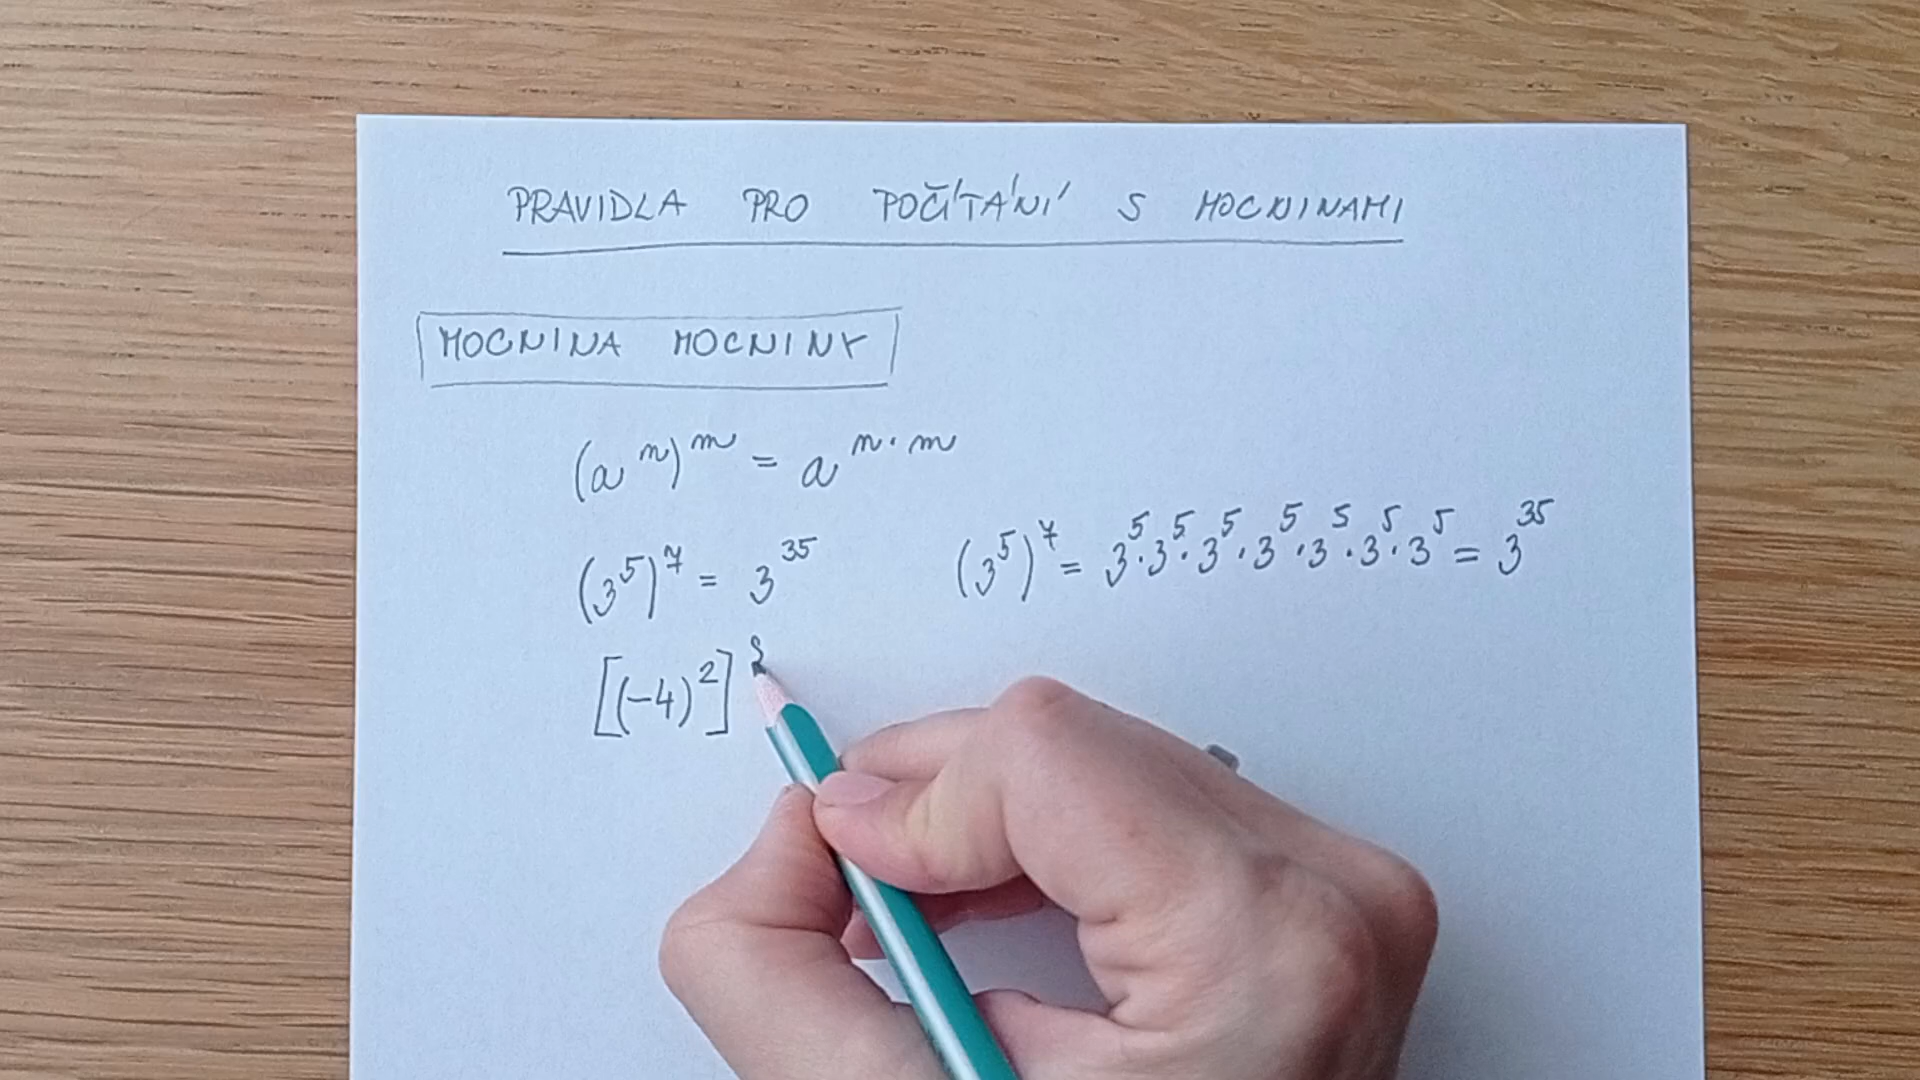 PRAVIDLA PRO POČÍTÁNÍ S MOCNINAMI
MOCNINA MOCNINY
(a^n)^m = a^{n·m}
(3^5)^7 = 3^{35} (3^5)^7 = 3^5·3^5·3^5·3^5·3^5·3^5·3^5 = 3^{35}
[(-4)^2]